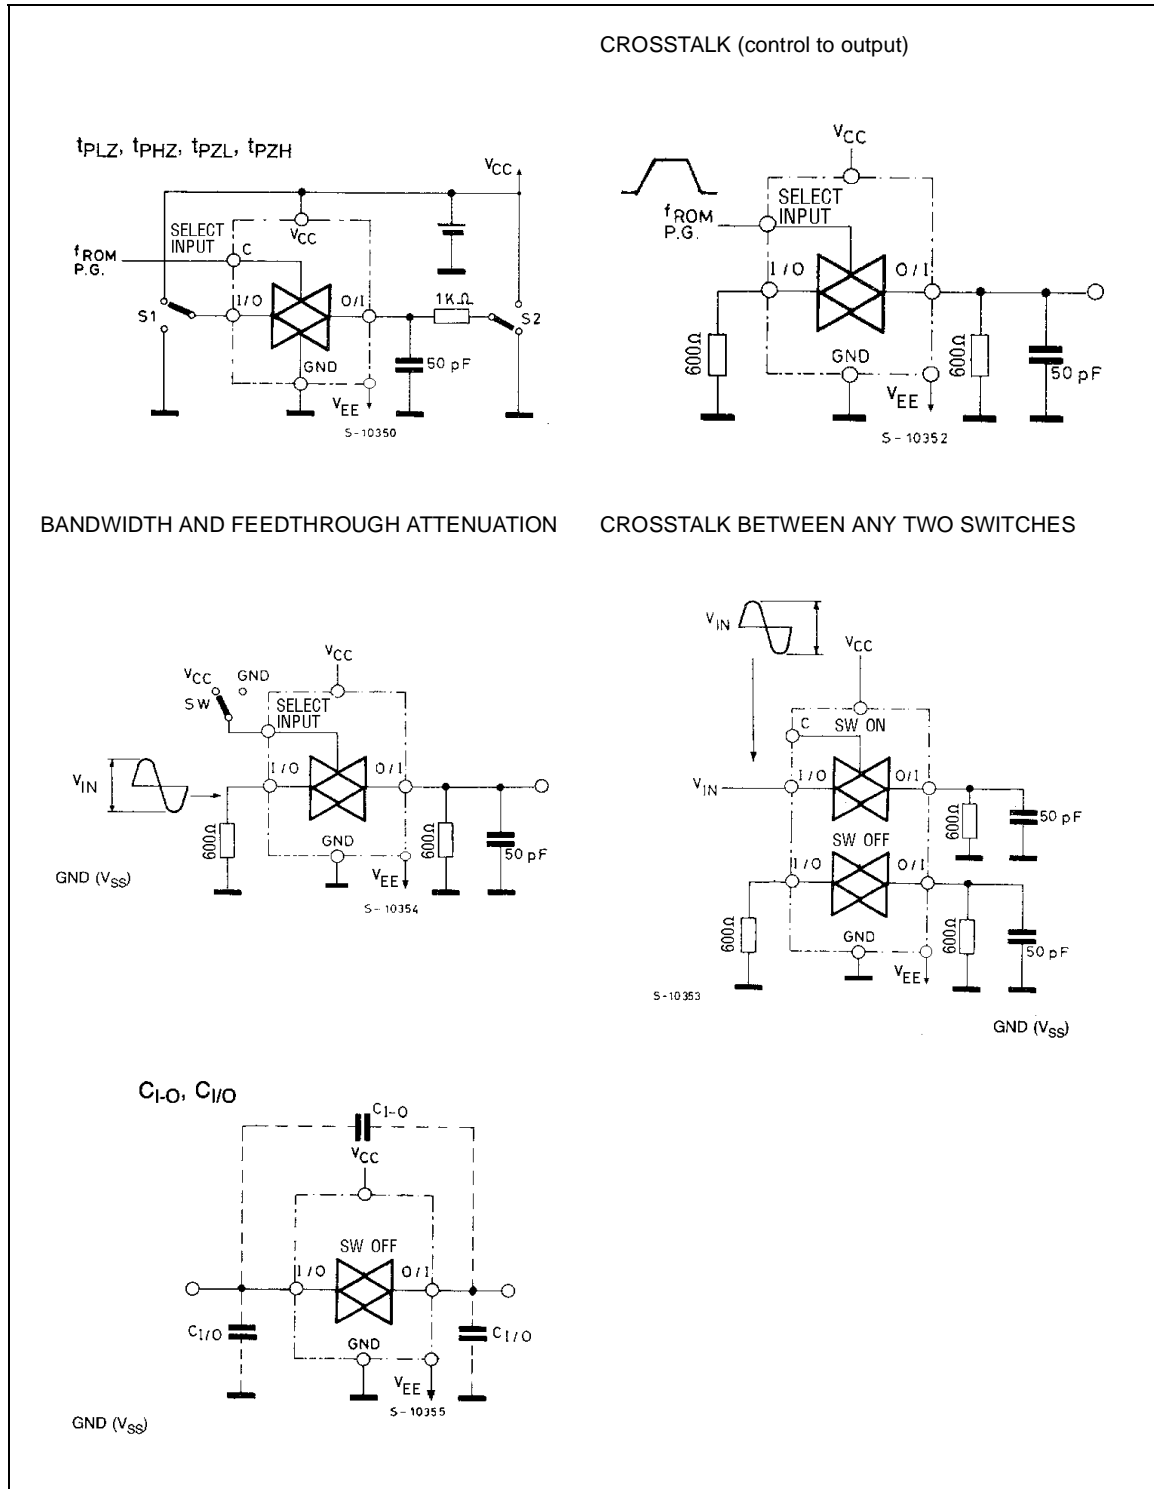 CROSSTALK (control to output)
tPLZ, tPHZ, tPZL, tPZH
VCC
SELECT
INPUT
VCC
fROM
P.G.
C
I/O
O/I
1KΩ
S1
S2
GND
50 pF
VEE
S-10350
VCC
SELECT
INPUT
fROM
P.G.
I/O
O/I
600Ω
GND
600Ω
50 pF
VEE
S-10352
BANDWIDTH AND FEEDTHROUGH ATTENUATION
CROSSTALK BETWEEN ANY TWO SWITCHES
VCC
VCC
GND
SW
SELECT
INPUT
VIN
I/O
O/I
600Ω
GND
600Ω
50 pF
VEE
GND (VSS)
S-10354
VIN
VCC
C
SW ON
VIN
I/O
O/I
600Ω
50 pF
SW OFF
I/O
O/I
600Ω
GND
600Ω
50 pF
VEE
S-10353
GND (VSS)
CI-O, CI/O
CI-O
VCC
SW OFF
I/O
O/I
CI/O
GND
CI/O
VEE
S-10355
GND (VSS)